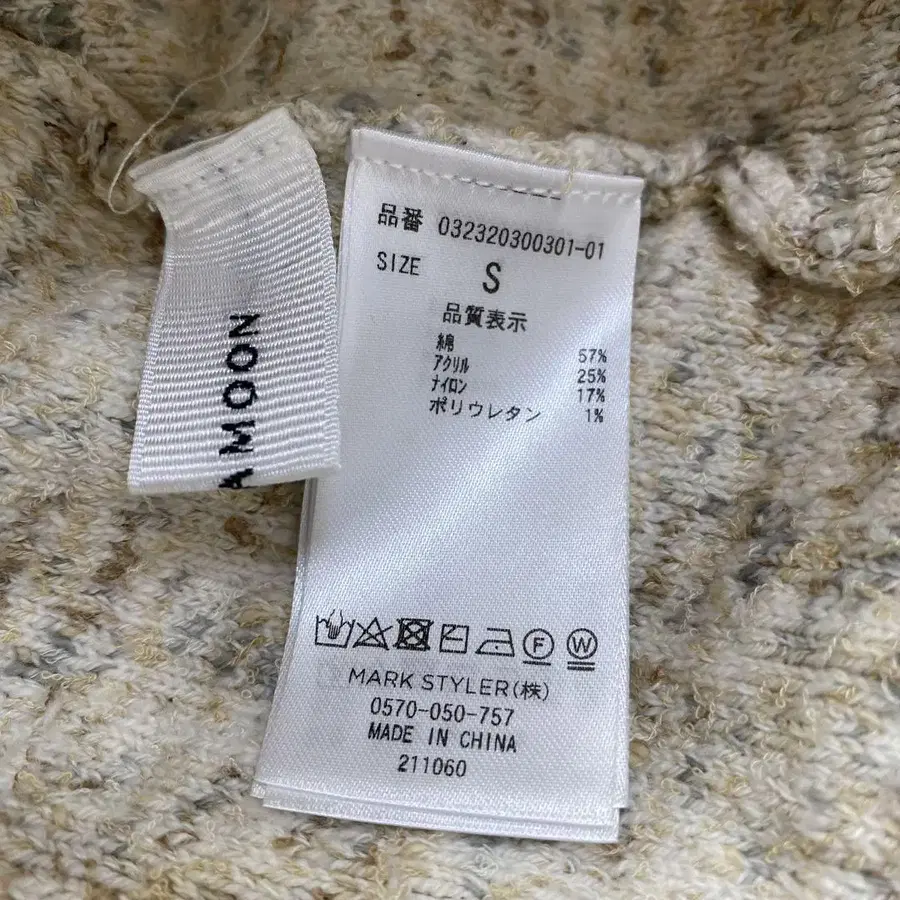 AMOON
品番 032320300301-01
SIZE S
品質表示
綿 57%
アクリル 25%
ナイロン 17%
ポリウレタン 1%
F W
MARK STYLER(株)
0570-050-757
MADE IN CHINA
211060